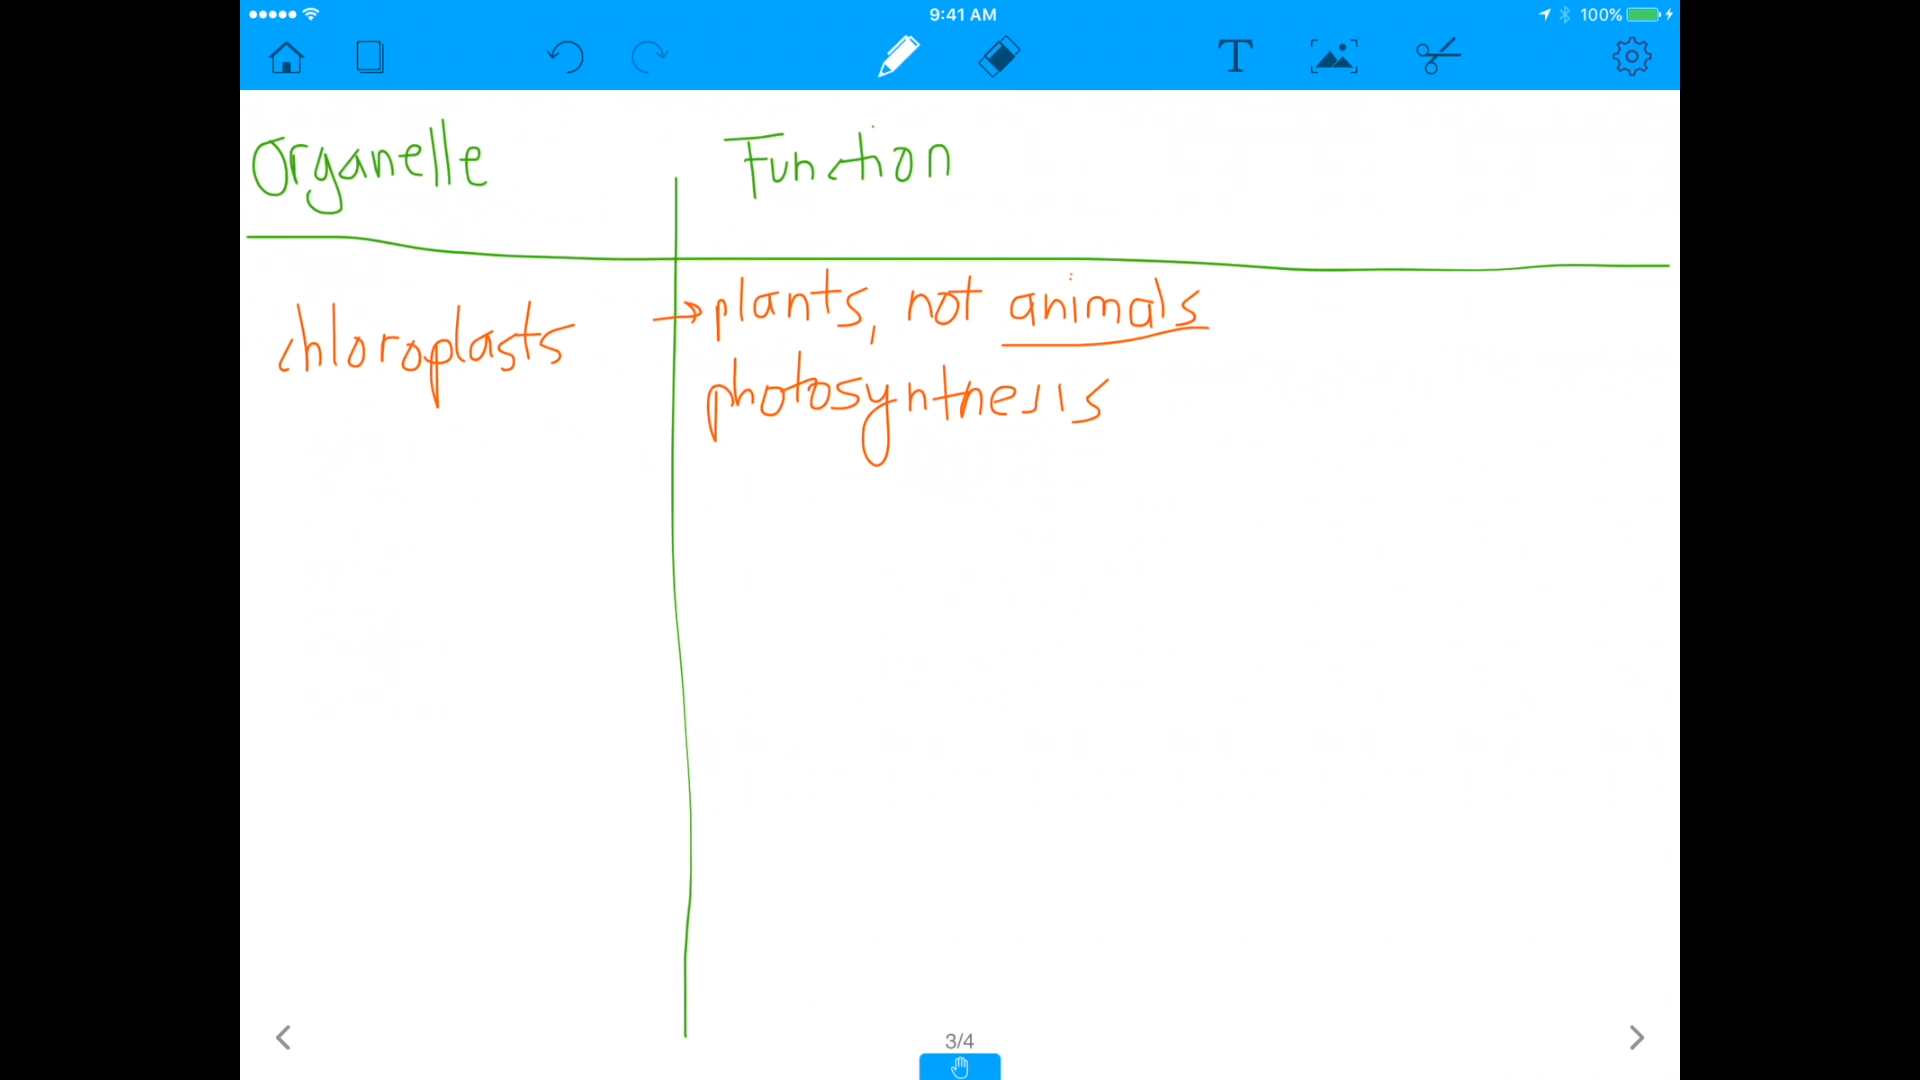 9:41 AM
100%
T
Organelle
Function
chloroplasts
→plants, not animals
photosynthesis
3/4